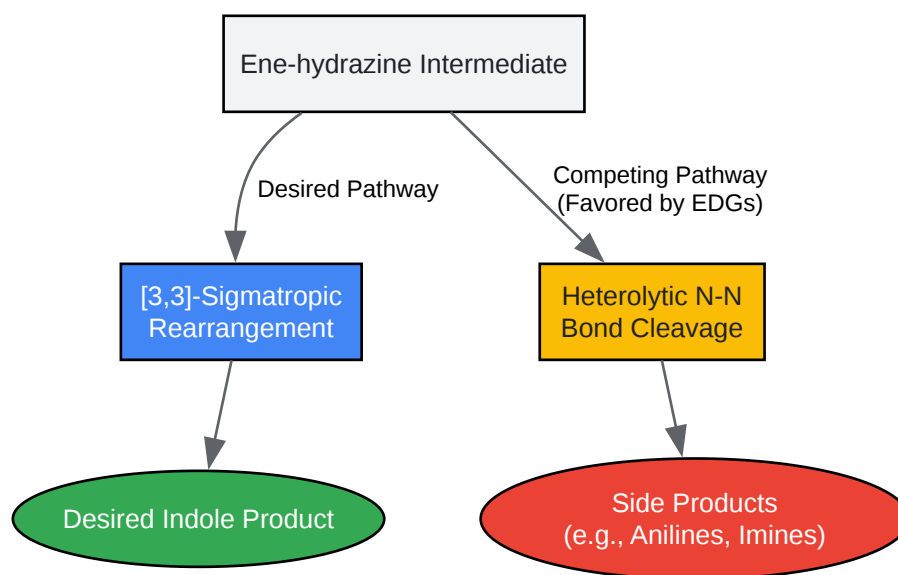 Ene-hydrazine Intermediate
Desired Pathway
Competing Pathway
(Favored by EDGs)
[3,3]-Sigmatropic
Rearrangement
Heterolytic N-N
Bond Cleavage
Desired Indole Product
Side Products
(e.g., Anilines, Imines)